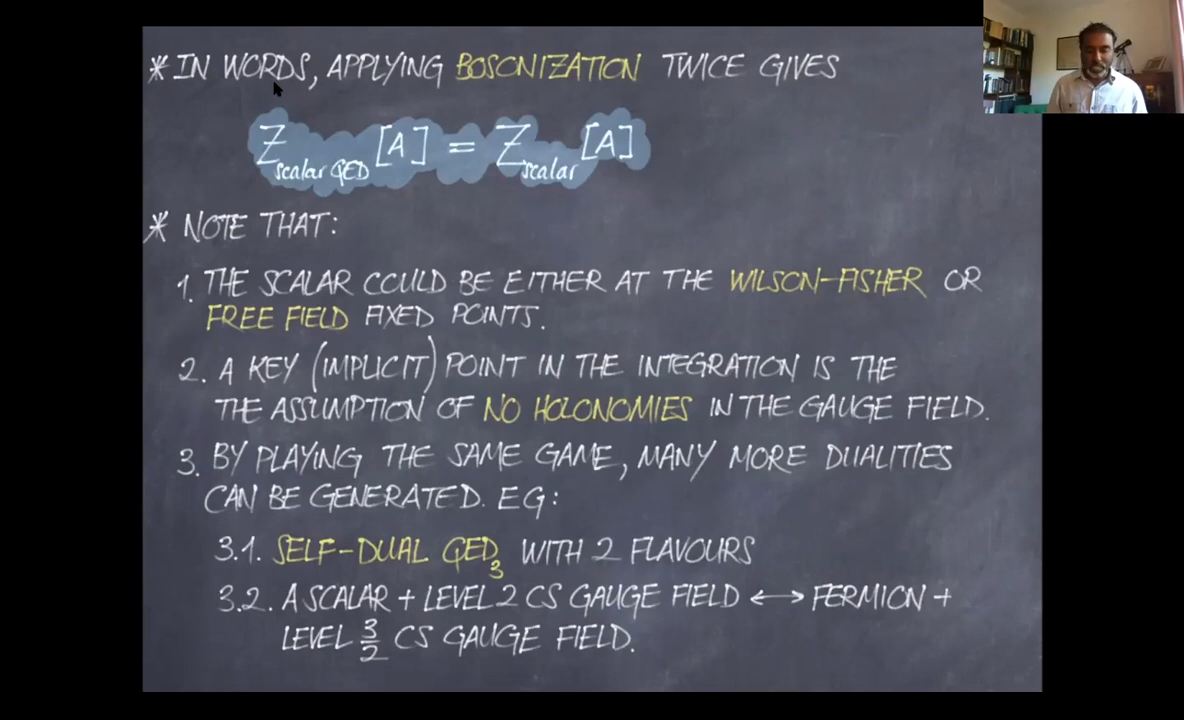 * IN WORDS, APPLYING BOSONIZATION TWICE GIVES
Z_scalar QED [A] = Z_scalar [A]
* NOTE THAT:
1. THE SCALAR COULD BE EITHER AT THE WILSON-FISHER OR
FREE FIELD FIXED POINTS.
2. A KEY (IMPLICIT) POINT IN THE INTEGRATION IS THE
THE ASSUMPTION OF NO HOLONOMIES IN THE GAUGE FIELD.
3. BY PLAYING THE SAME GAME, MANY MORE DUALITIES
CAN BE GENERATED. EG:
3.1. SELF-DUAL QED_3 WITH 2 FLAVOURS
3.2. A SCALAR + LEVEL 2 CS GAUGE FIELD ↔ FERMION +
LEVEL 3/2 CS GAUGE FIELD.